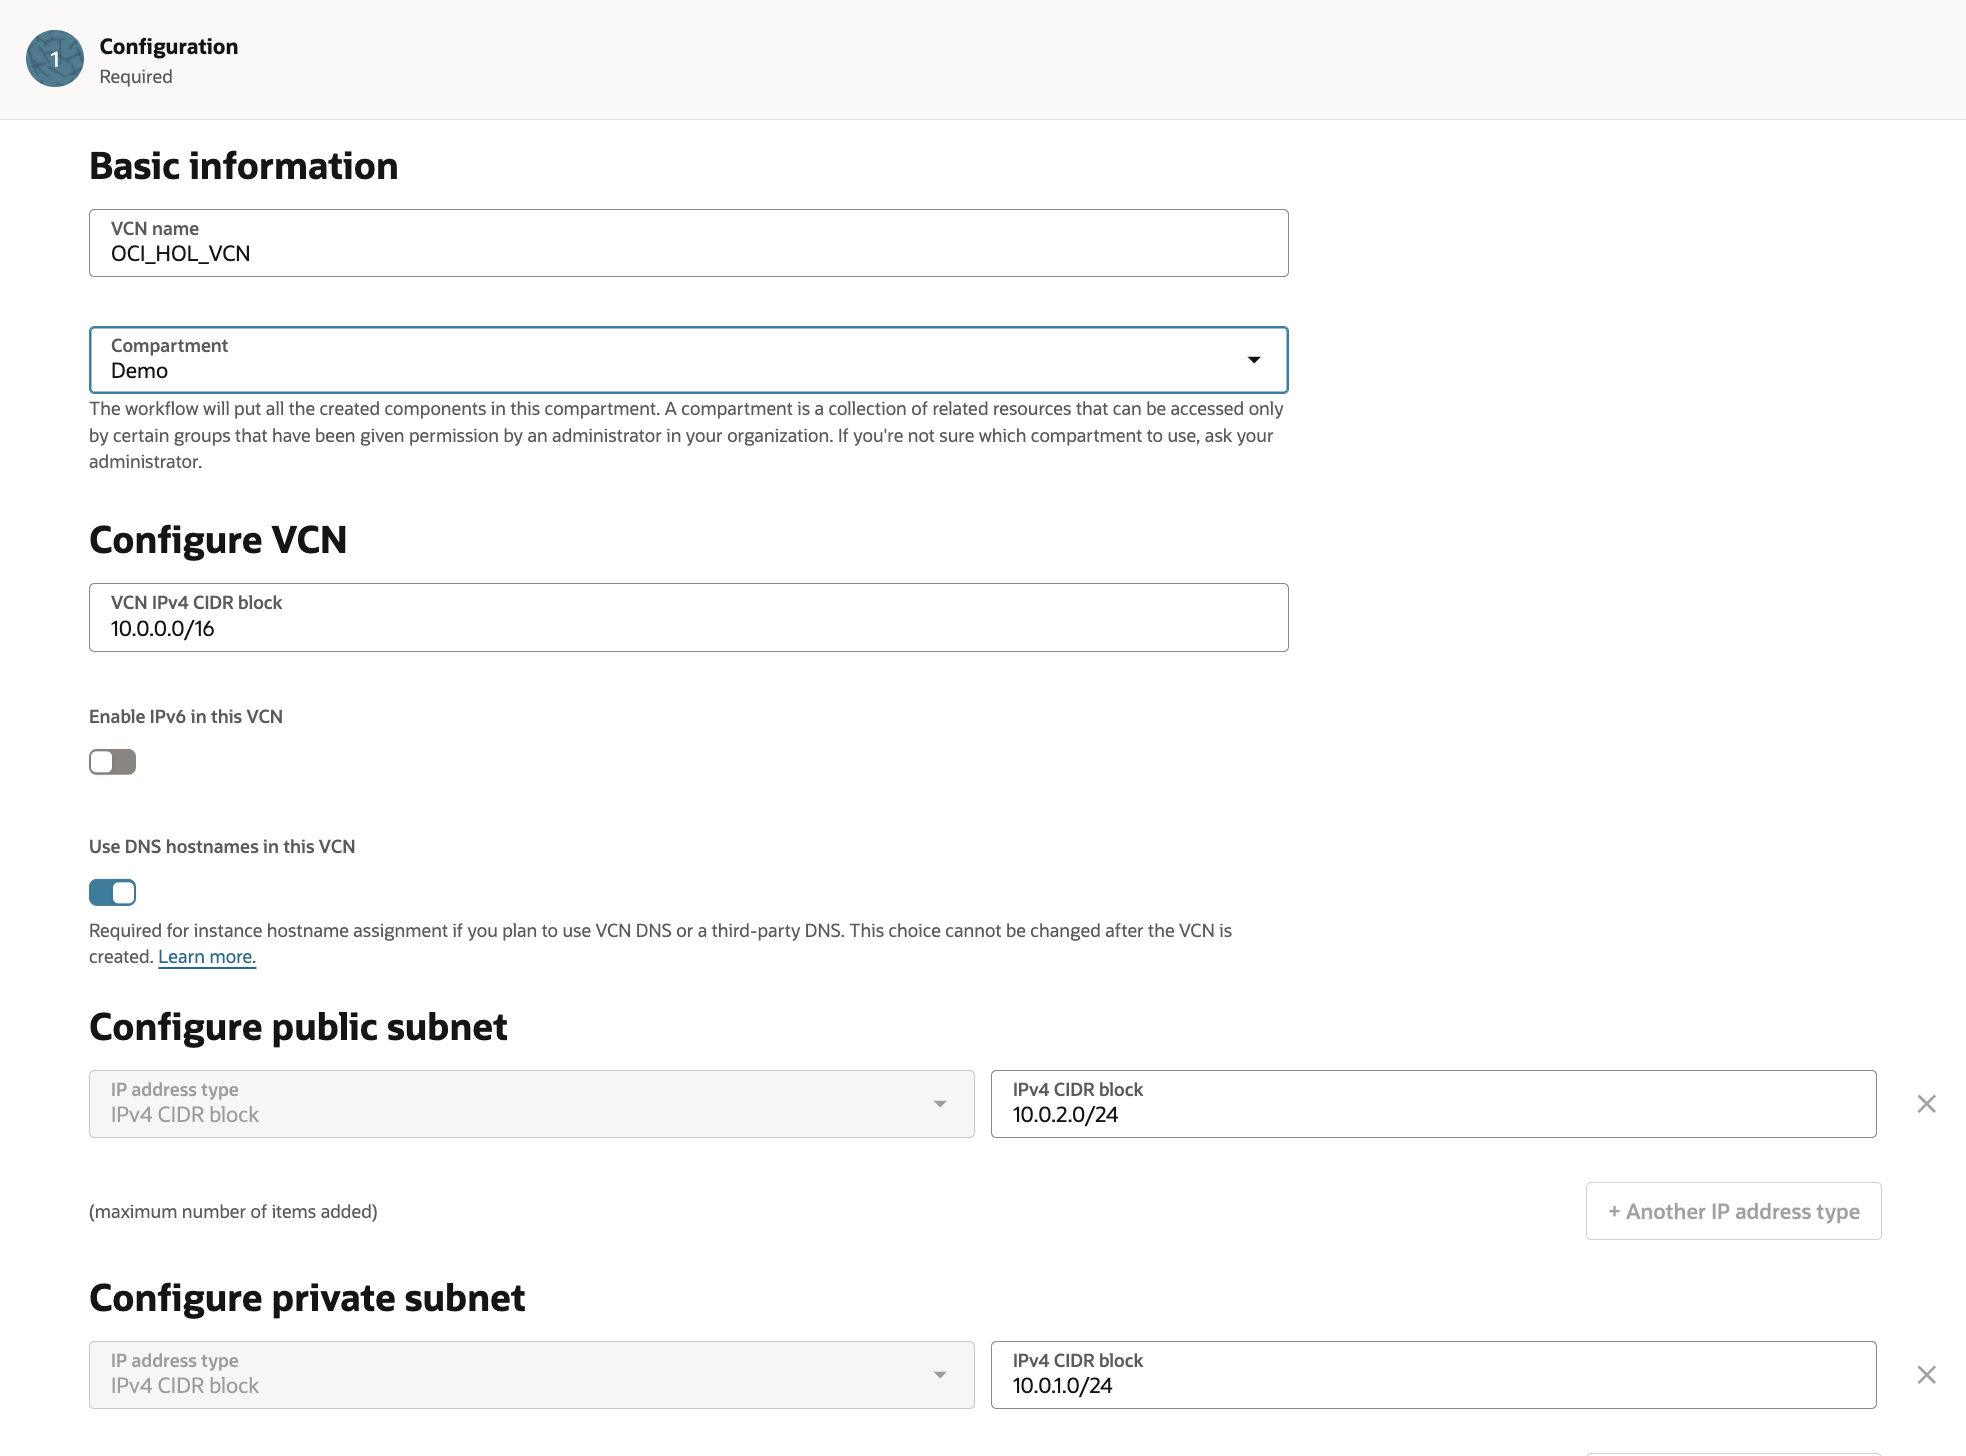 1
Configuration
Required
Basic information
VCN name
OCI_HOL_VCN
Compartment
Demo
The workflow will put all the created components in this compartment. A compartment is a collection of related resources that can be accessed only
by certain groups that have been given permission by an administrator in your organization. If you're not sure which compartment to use, ask your
administrator.
Configure VCN
VCN IPv4 CIDR block
10.0.0.0/16
Enable IPv6 in this VCN
Use DNS hostnames in this VCN
Required for instance hostname assignment if you plan to use VCN DNS or a third-party DNS. This choice cannot be changed after the VCN is
created. Learn more.
Configure public subnet
IP address type
IPv4 CIDR block
IPv4 CIDR block
10.0.2.0/24
(maximum number of items added)
+ Another IP address type
Configure private subnet
IP address type
IPv4 CIDR block
IPv4 CIDR block
10.0.1.0/24